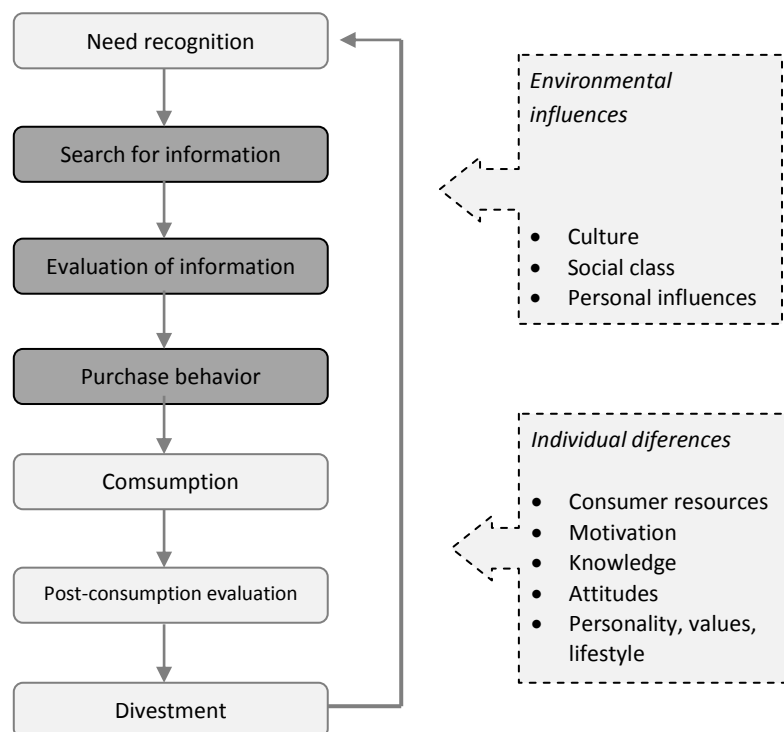 Need recognition
Search for information
Evaluation of information
Purchase behavior
Comsumption
Post-consumption evaluation
Divestment
Environmental
influences
• Culture
• Social class
• Personal influences
Individual diferences
• Consumer resources
• Motivation
• Knowledge
• Attitudes
• Personality, values,
lifestyle